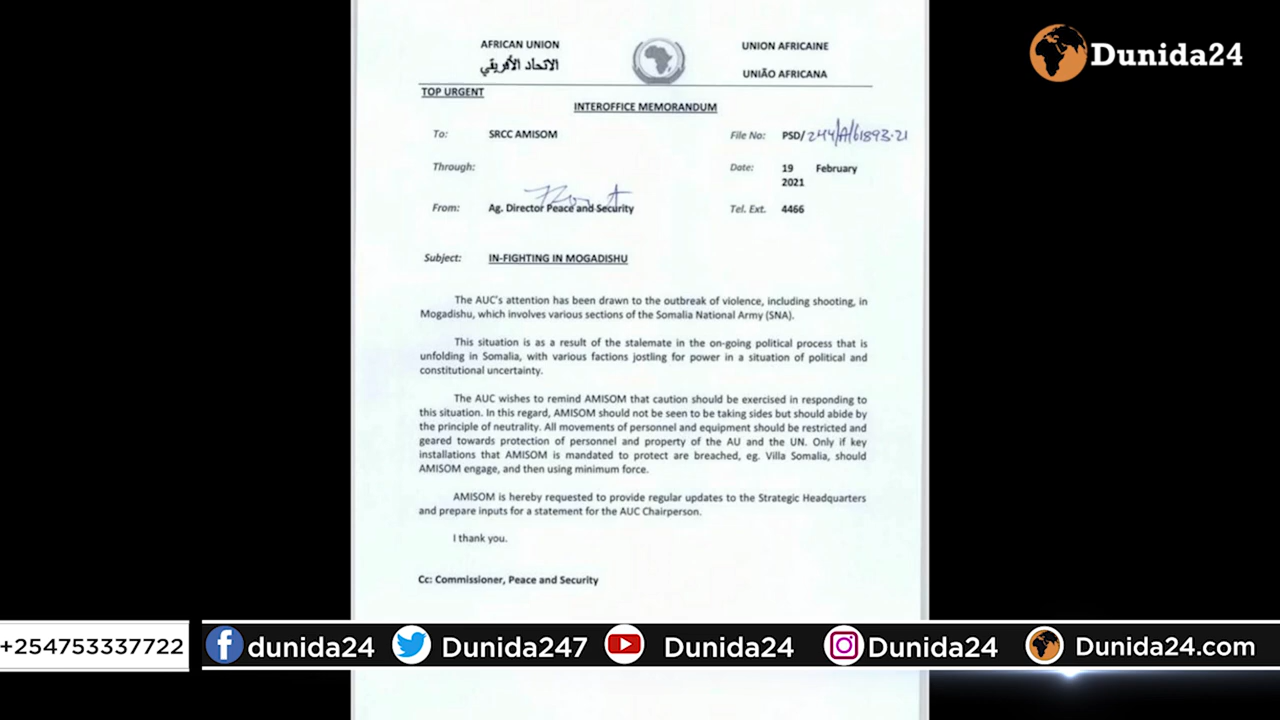 AFRICAN UNION
الاتحاد الأفريقي
UNION AFRICAINE
UNIÃO AFRICANA
Dunida24
TOP URGENT
INTEROFFICE MEMORANDUM
To: SRCC AMISOM
File No: PSD/244/A/61893.21
Through:
Date: 19 February
2021
From: Ag. Director Peace and Security
Tel. Ext. 4466
Subject: IN-FIGHTING IN MOGADISHU
The AUC's attention has been drawn to the outbreak of violence, including shooting, in
Mogadishu, which involves various sections of the Somalia National Army (SNA).
This situation is as a result of the stalemate in the on-going political process that is
unfolding in Somalia, with various factions jostling for power in a situation of political and
constitutional uncertainty.
The AUC wishes to remind AMISOM that caution should be exercised in responding to
this situation. In this regard, AMISOM should not be seen to be taking sides but should abide by
the principle of neutrality. All movements of personnel and equipment should be restricted and
geared towards protection of personnel and property of the AU and the UN. Only if key
installations that AMISOM is mandated to protect are breached, eg. Villa Somalia, should
AMISOM engage, and then using minimum force.
AMISOM is hereby requested to provide regular updates to the Strategic Headquarters
and prepare inputs for a statement for the AUC Chairperson.
I thank you.
Cc: Commissioner, Peace and Security
+254753337722 dunida24 Dunida247 Dunida24 Dunida24 Dunida24.com